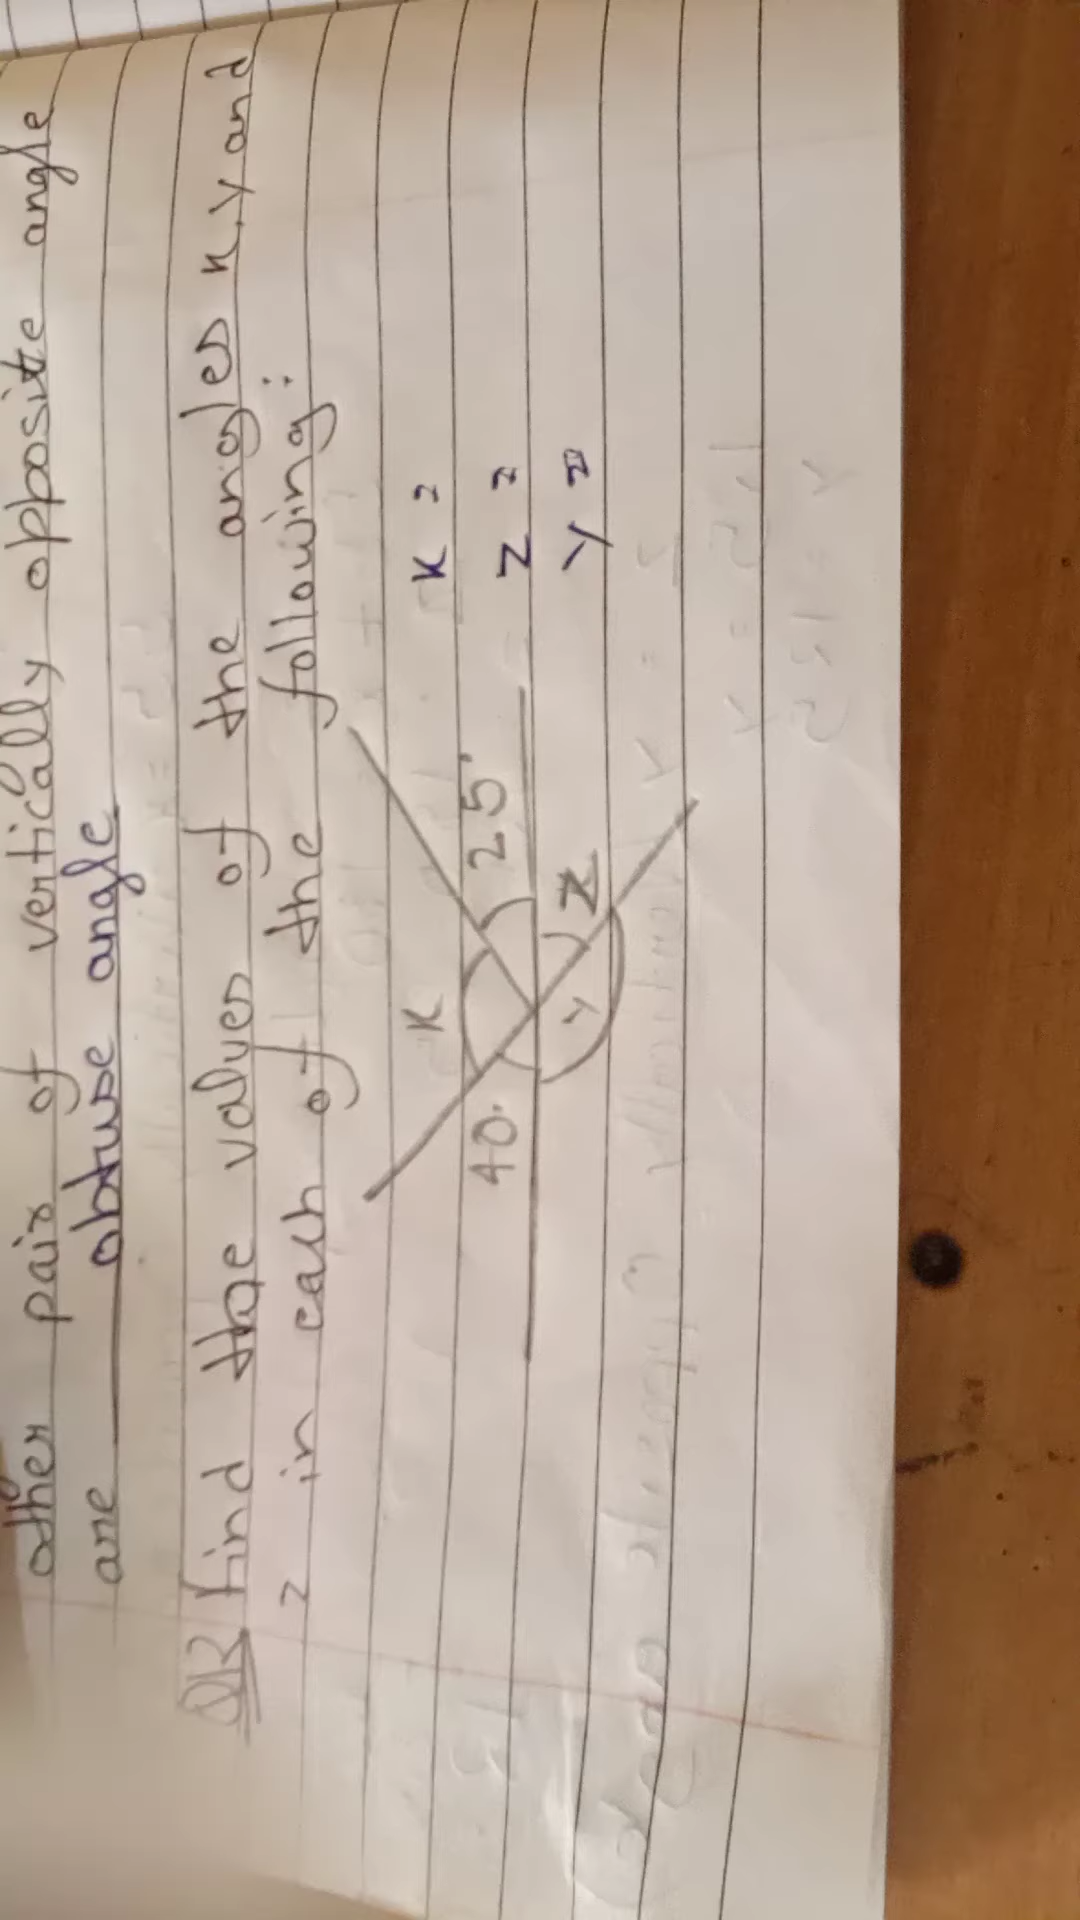 other pair of vertically opposite angle
are obtuse angle
Q13 find the values of the angles x, y and
z in each of the following:
x
25°
40°
y
z
x =
z =
y =